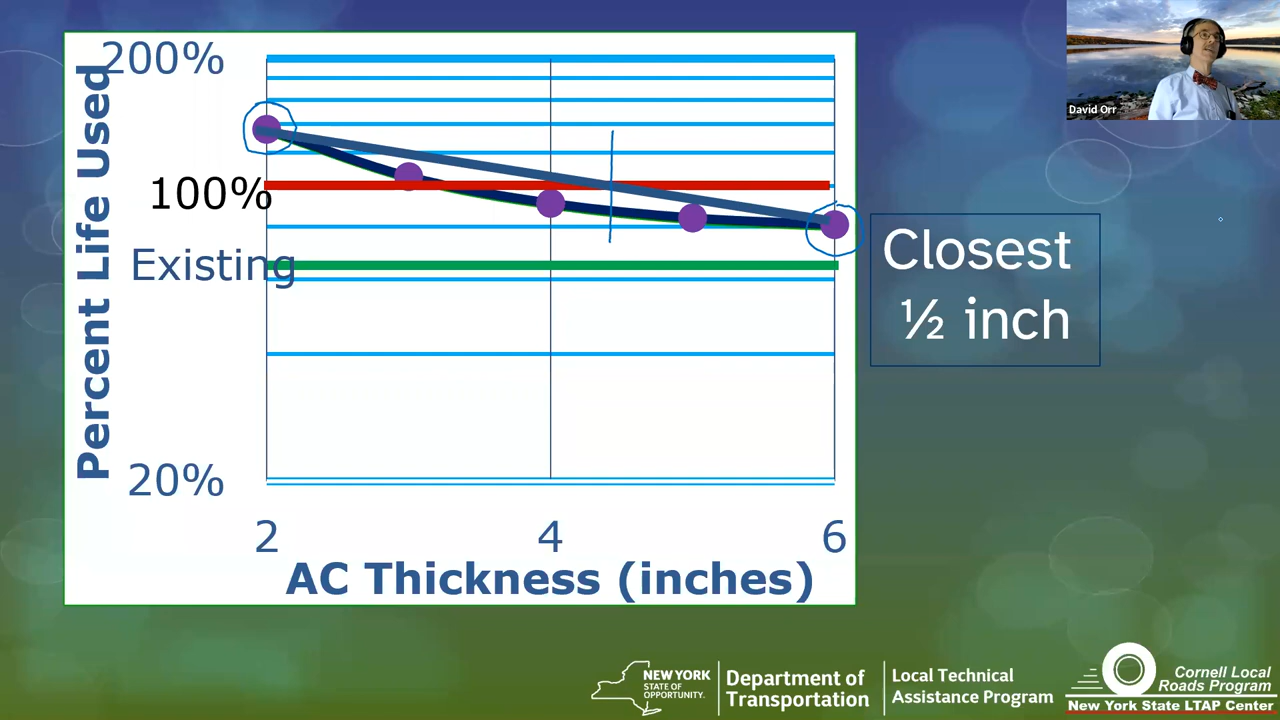 200%
Percent Life Used
100%
Existing
20%
2 4 6
AC Thickness (inches)
Closest
½ inch
David Orr
NEW YORK
STATE OF
OPPORTUNITY.
Department of
Transportation
Local Technical
Assistance Program
Cornell Local
Roads Program
New York State LTAP Center